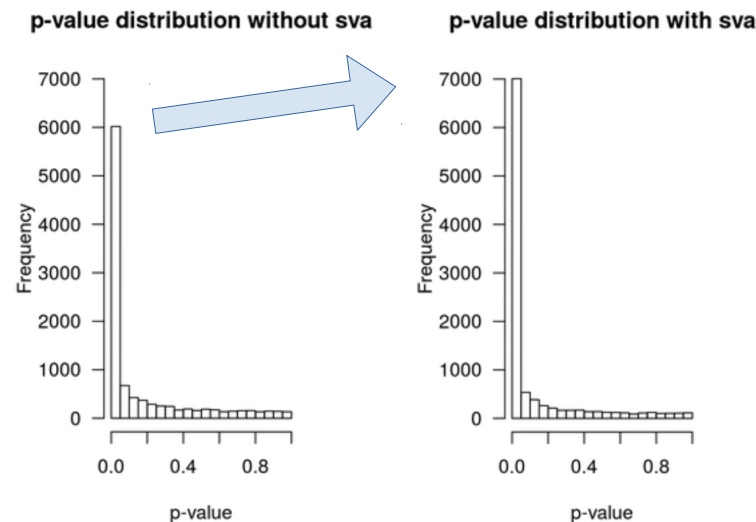 p-value distribution without sva
7000
6000
5000
4000
3000
2000
1000
0
Frequency
0.0 0.4 0.8
p-value
p-value distribution with sva
7000
6000
5000
4000
3000
2000
1000
0
Frequency
0.0 0.4 0.8
p-value